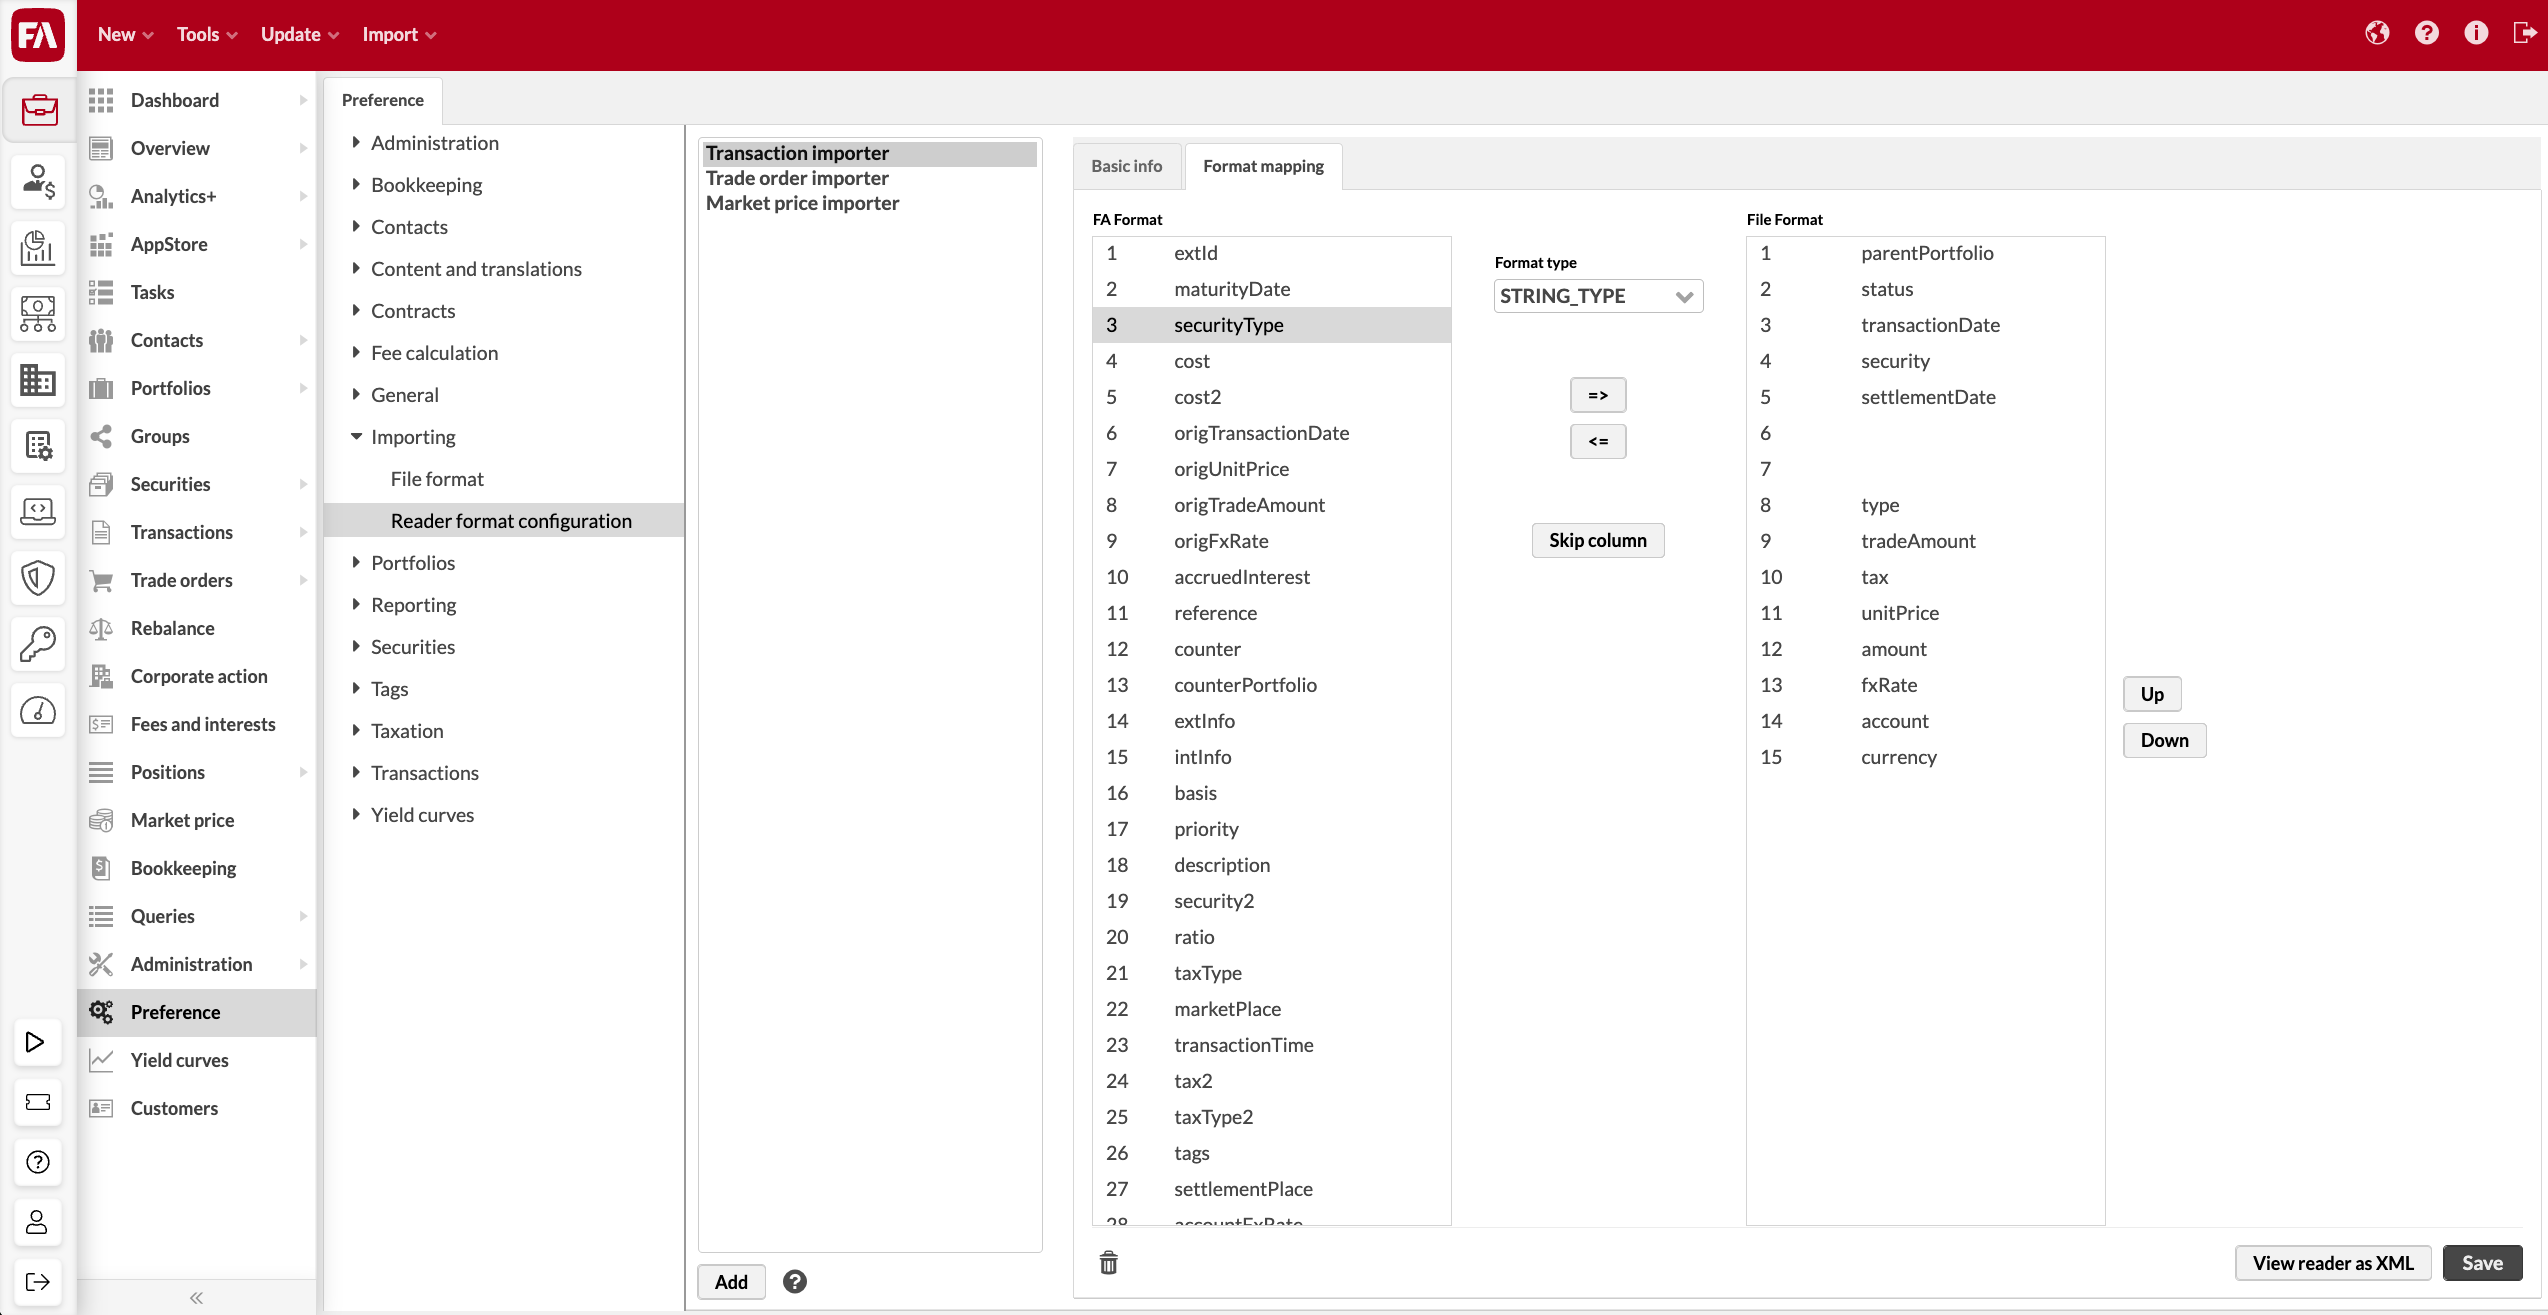 FA
New
Tools
Update
Import
Dashboard
Overview
Analytics+
AppStore
Tasks
Contacts
Portfolios
Groups
Securities
Transactions
Trade orders
Rebalance
Corporate action
Fees and interests
Positions
Market price
Bookkeeping
Queries
Administration
Preference
Yield curves
Customers
«
Preference
Administration
Bookkeeping
Contacts
Content and translations
Contracts
Fee calculation
General
Importing
File format
Reader format configuration
Portfolios
Reporting
Securities
Tags
Taxation
Transactions
Yield curves
Transaction importer
Trade order importer
Market price importer
Add
?
Basic info
Format mapping
FA Format
1 extId
2 maturityDate
3 securityType
4 cost
5 cost2
6 origTransactionDate
7 origUnitPrice
8 origTradeAmount
9 origFxRate
10 accruedInterest
11 reference
12 counter
13 counterPortfolio
14 extInfo
15 intInfo
16 basis
17 priority
18 description
19 security2
20 ratio
21 taxType
22 marketPlace
23 transactionTime
24 tax2
25 taxType2
26 tags
27 settlementPlace
28 accountFxRate
Format type
STRING_TYPE
=>
<=
Skip column
File Format
1 parentPortfolio
2 status
3 transactionDate
4 security
5 settlementDate
6
7
8 type
9 tradeAmount
10 tax
11 unitPrice
12 amount
13 fxRate
14 account
15 currency
Up
Down
View reader as XML
Save